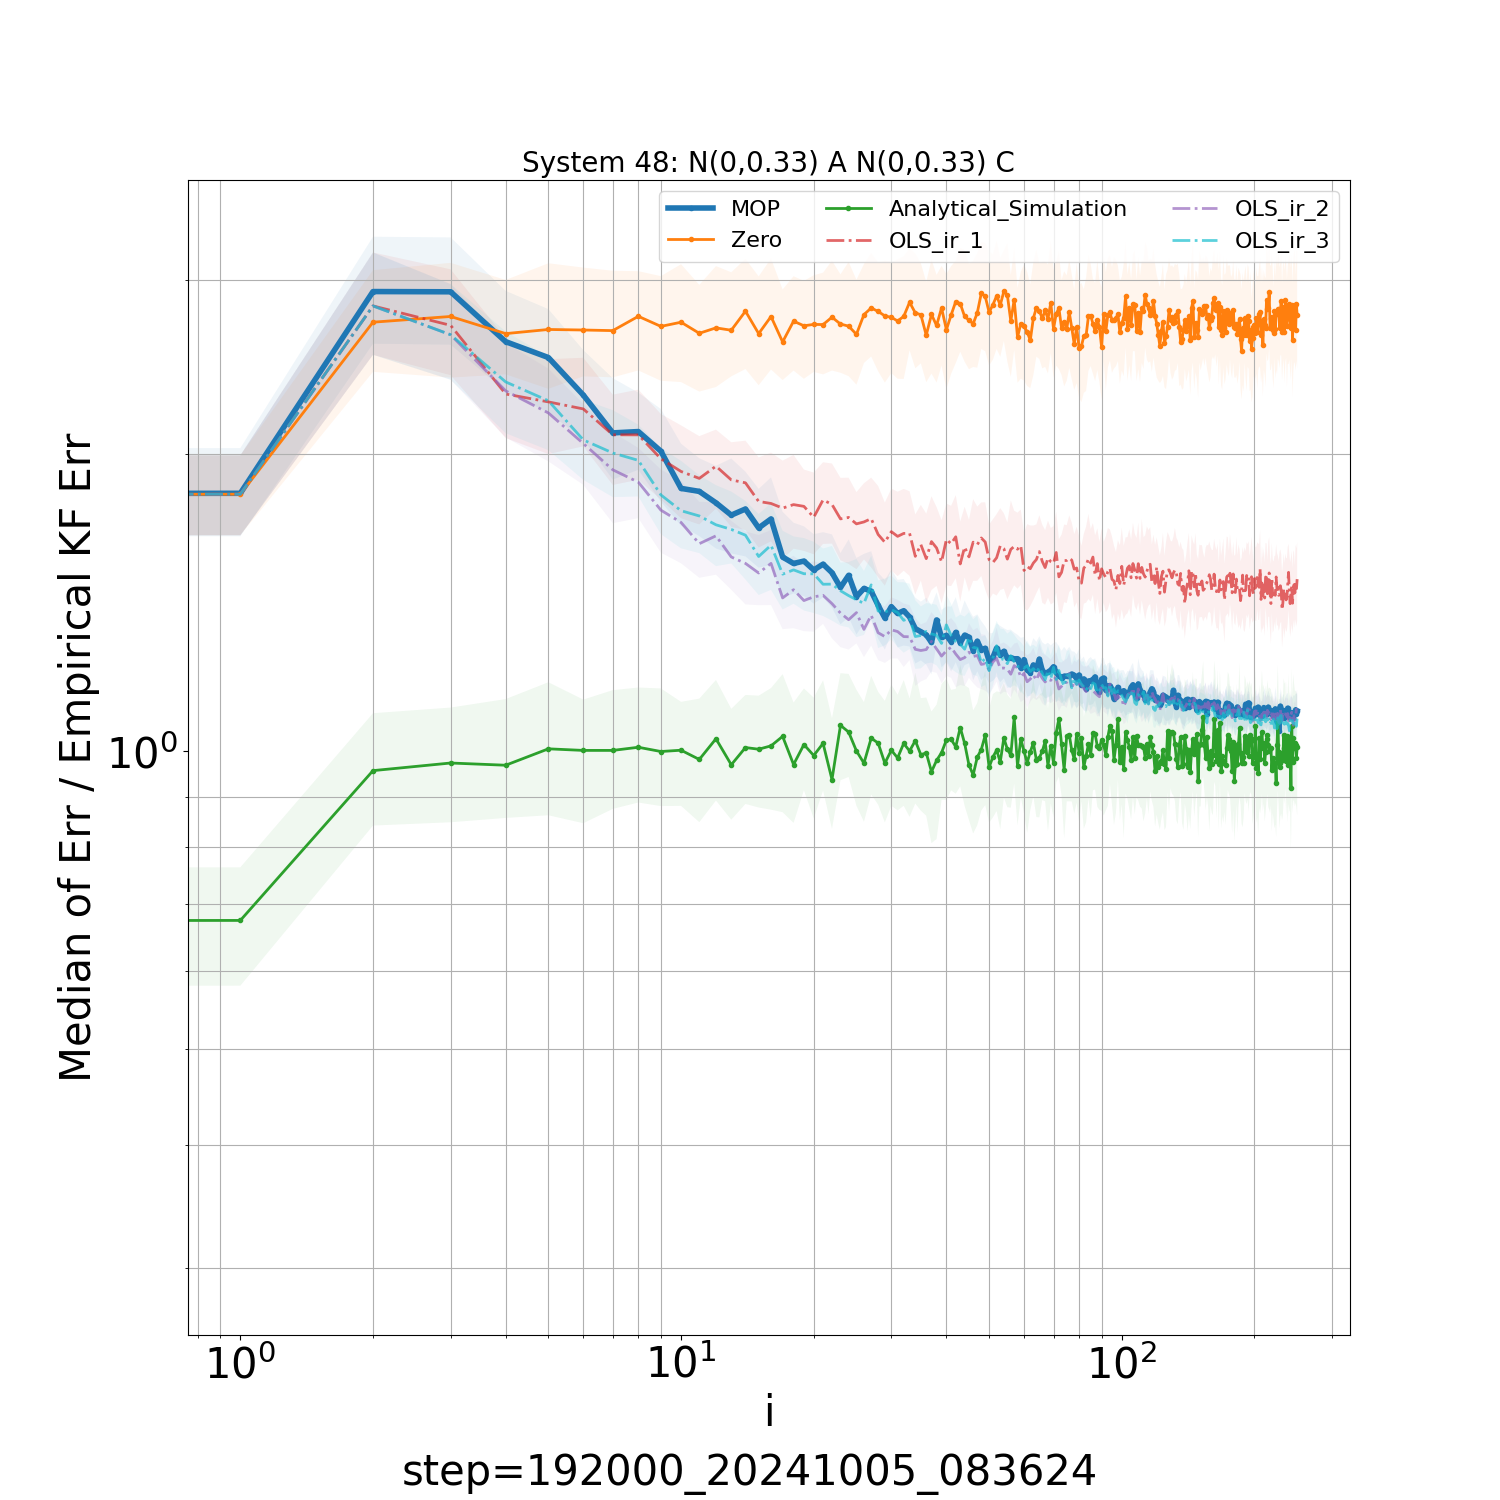 System 48: N(0,0.33) A N(0,0.33) C
MOP
Zero
Analytical_Simulation
OLS_ir_1
OLS_ir_2
OLS_ir_3
Median of Err / Empirical KF Err
10⁰
10⁰ 10¹ 10²
i
step=192000_20241005_083624